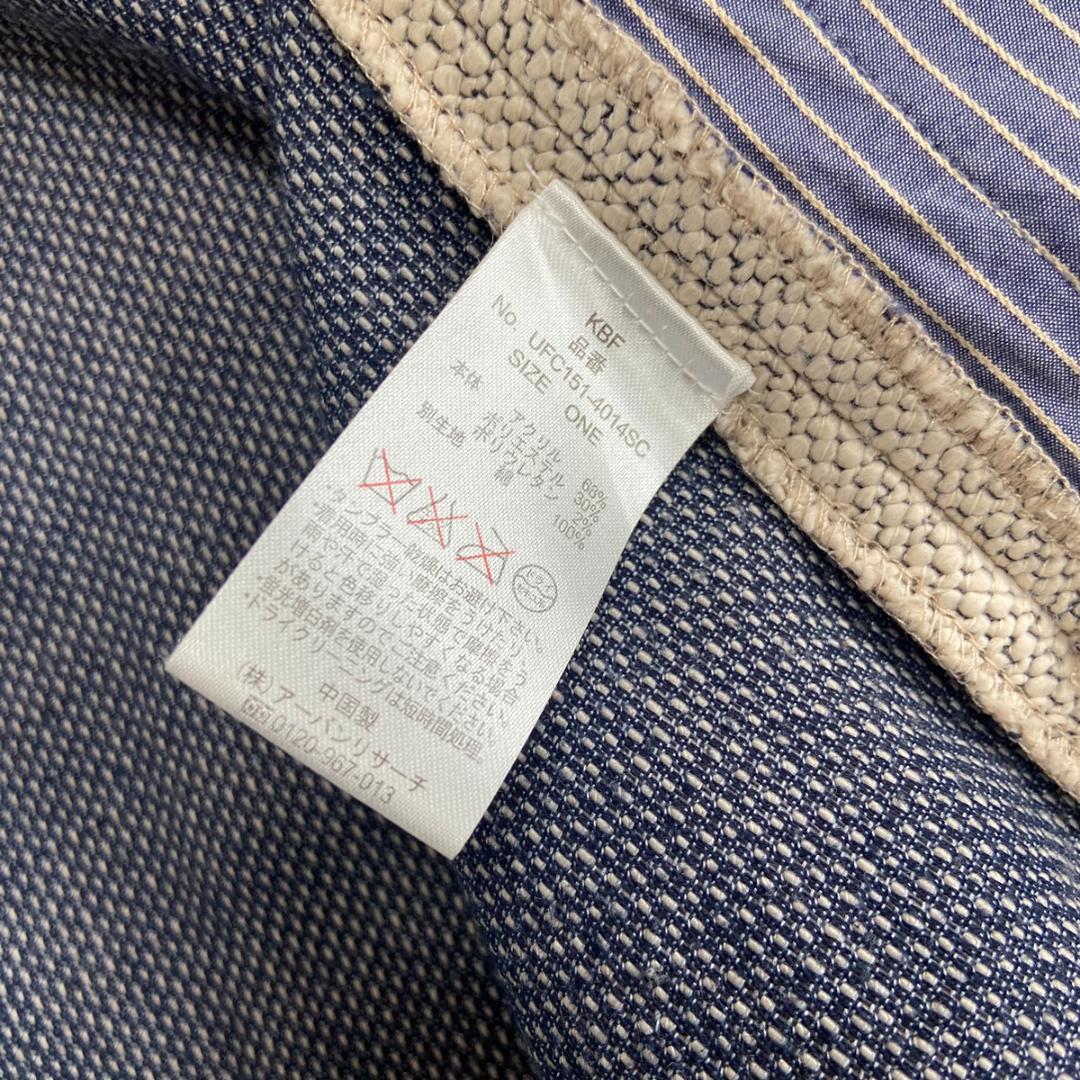 KBF
品番
No. UFC151-4014SC
SIZE ONE
本体 アクリル 68%
ポリエステル 30%
ポリウレタン 2%
別生地 綿 100%
・タンブラー乾燥はお避け下さい。
・着用時に強い摩擦をうけたり、
雨や汗で湿った状態で摩擦をう
けると色移りしやすくなる場合
がありますので、ご注意ください。
・蛍光増白剤を使用しないでください。
・ドライクリーニングは短時間処理。
中国製
(株)アーバンリサーチ
0120-967-013